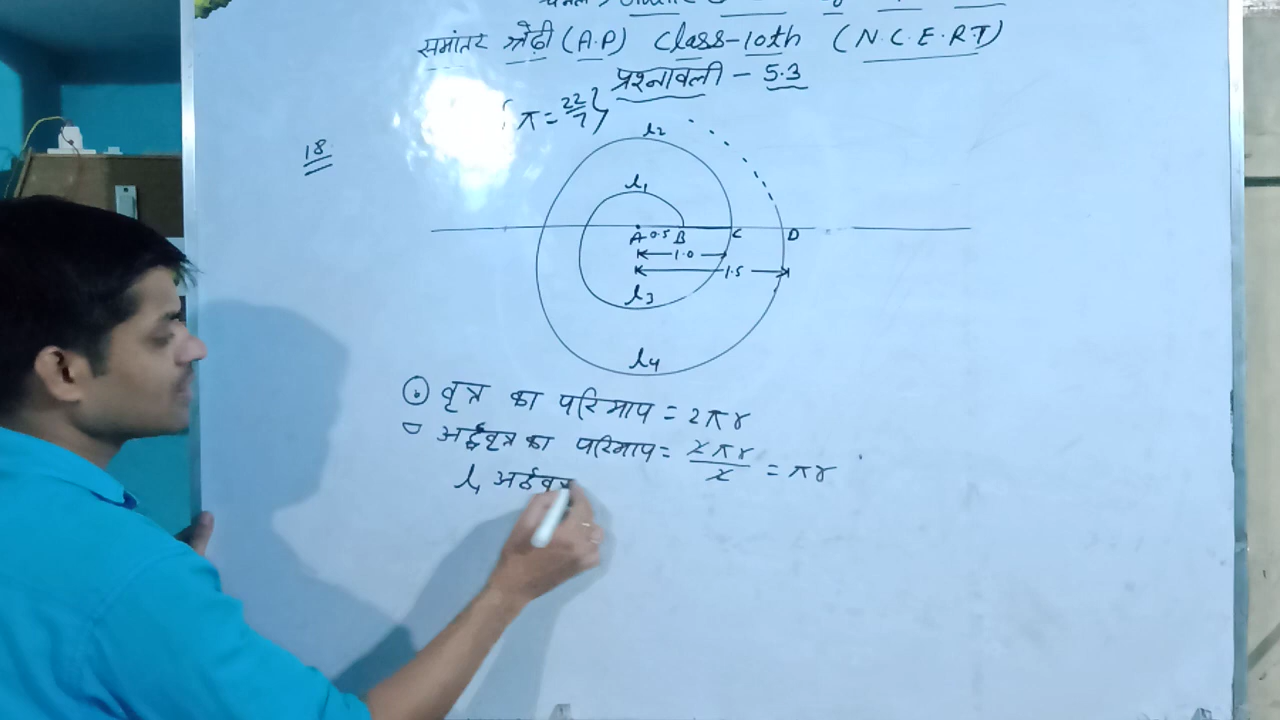 समांतर श्रेढ़ी (A.P) Class-10th (N.C.E.R.T)
प्रश्नावली - 5.3
{π = 22/7}
18
l2
l1
A 0.5 B C D
1.0
1.5
l3
l4
वृत्त का परिमाप = 2πr
अर्द्धवृत्त का परिमाप = 2πr/2 = πr
l1 अर्द्धवृत्त